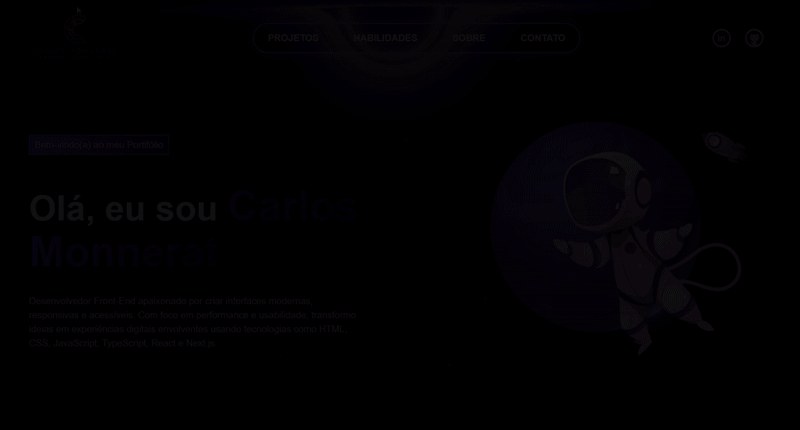 PROJETOS HABILIDADES SOBRE CONTATO
Bem-vindo(a) ao meu Portfólio
Olá, eu sou Carlos
Monnerat
Desenvolvedor Front-End apaixonado por criar interfaces modernas,
responsivas e acessíveis. Com foco em performance e usabilidade, transformo
ideias em experiências digitais envolventes usando tecnologias como HTML,
CSS, JavaScript, TypeScript, React e Next.js.